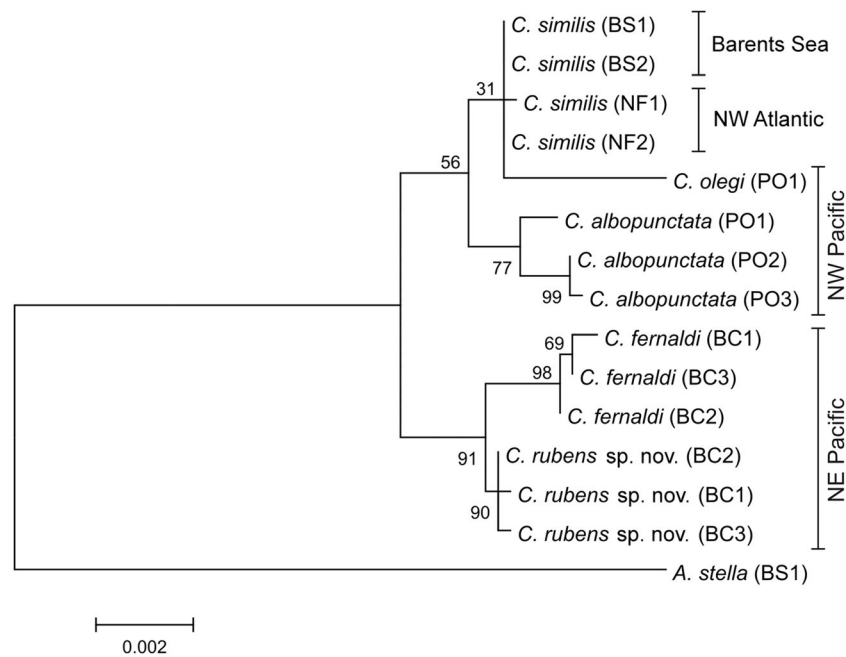 C. similis (BS1)
Barents Sea
C. similis (BS2)
31
C. similis (NF1)
NW Atlantic
C. similis (NF2)
56
C. olegi (PO1)
C. albopunctata (PO1)
NW Pacific
C. albopunctata (PO2)
77
99
C. albopunctata (PO3)
C. fernaldi (BC1)
69
98
C. fernaldi (BC3)
C. fernaldi (BC2)
NE Pacific
91
C. rubens sp. nov. (BC2)
C. rubens sp. nov. (BC1)
90
C. rubens sp. nov. (BC3)
A. stella (BS1)
0.002